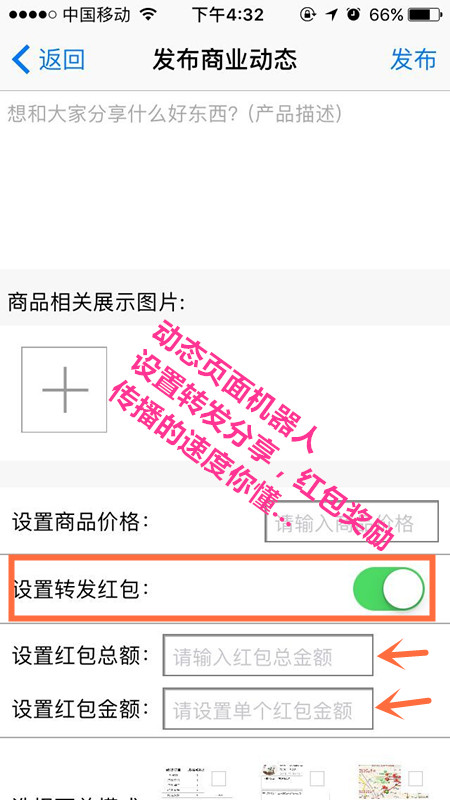 中国移动 下午4:32 66%
返回 发布商业动态 发布
想和大家分享什么好东西?(产品描述)
商品相关展示图片:
动态页面机器人
设置转发分享，红包奖励
传播的速度你懂...
设置商品价格: 请输入商品价格
设置转发红包:
设置红包总额: 请输入红包总金额
设置红包金额: 请设置单个红包金额